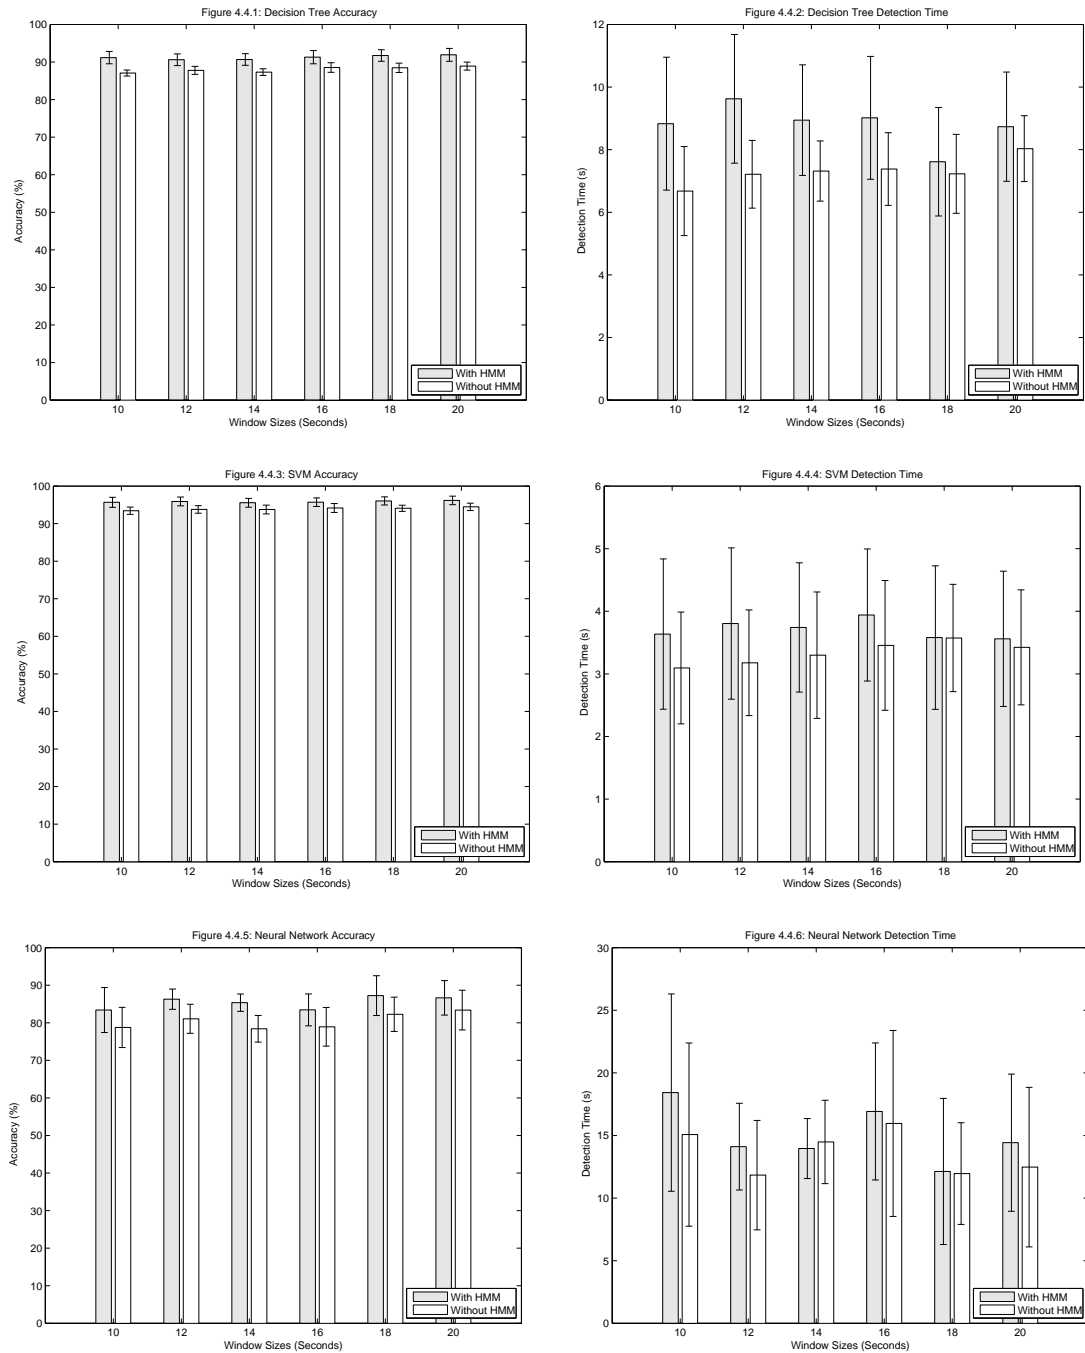 Figure 4.4.1: Decision Tree Accuracy
100
90
80
70
60
50
40
30
20
10
0
Accuracy (%)
10 12 14 16 18 20
Window Sizes (Seconds)
With HMM
Without HMM
Figure 4.4.2: Decision Tree Detection Time
12
10
8
6
4
2
0
Detection Time (s)
10 12 14 16 18 20
Window Sizes (Seconds)
With HMM
Without HMM
Figure 4.4.3: SVM Accuracy
100
90
80
70
60
50
40
30
20
10
0
Accuracy (%)
10 12 14 16 18 20
Window Sizes (Seconds)
With HMM
Without HMM
Figure 4.4.4: SVM Detection Time
6
5
4
3
2
1
0
Detection Time (s)
10 12 14 16 18 20
Window Sizes (Seconds)
With HMM
Without HMM
Figure 4.4.5: Neural Network Accuracy
100
90
80
70
60
50
40
30
20
10
0
Accuracy (%)
10 12 14 16 18 20
Window Sizes (Seconds)
With HMM
Without HMM
Figure 4.4.6: Neural Network Detection Time
30
25
20
15
10
5
0
Detection Time (s)
10 12 14 16 18 20
Window Sizes (Seconds)
With HMM
Without HMM